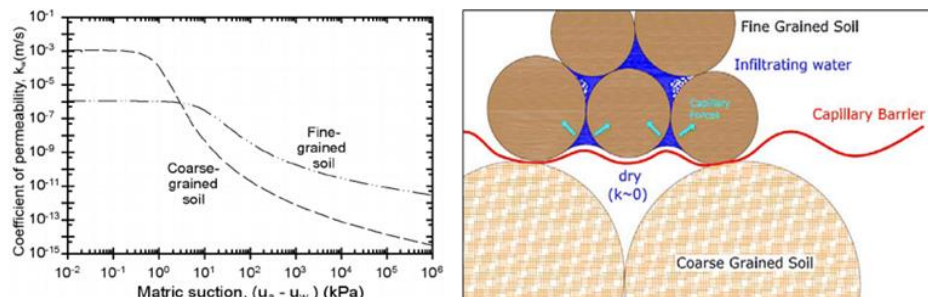 Coefficient of permeability, kw(m/s)
10-1
10-3
10-5
10-7
10-9
10-11
10-13
10-15
Fine-
grained
soil
Coarse-
grained
soil
10-2 10-1 100 101 102 103 104 105 106
Matric suction, (ua - uw) (kPa)
Fine Grained Soil
Infiltrating water
Capillary
Forces
Capillary Barrier
dry
(k~0)
Coarse Grained Soil